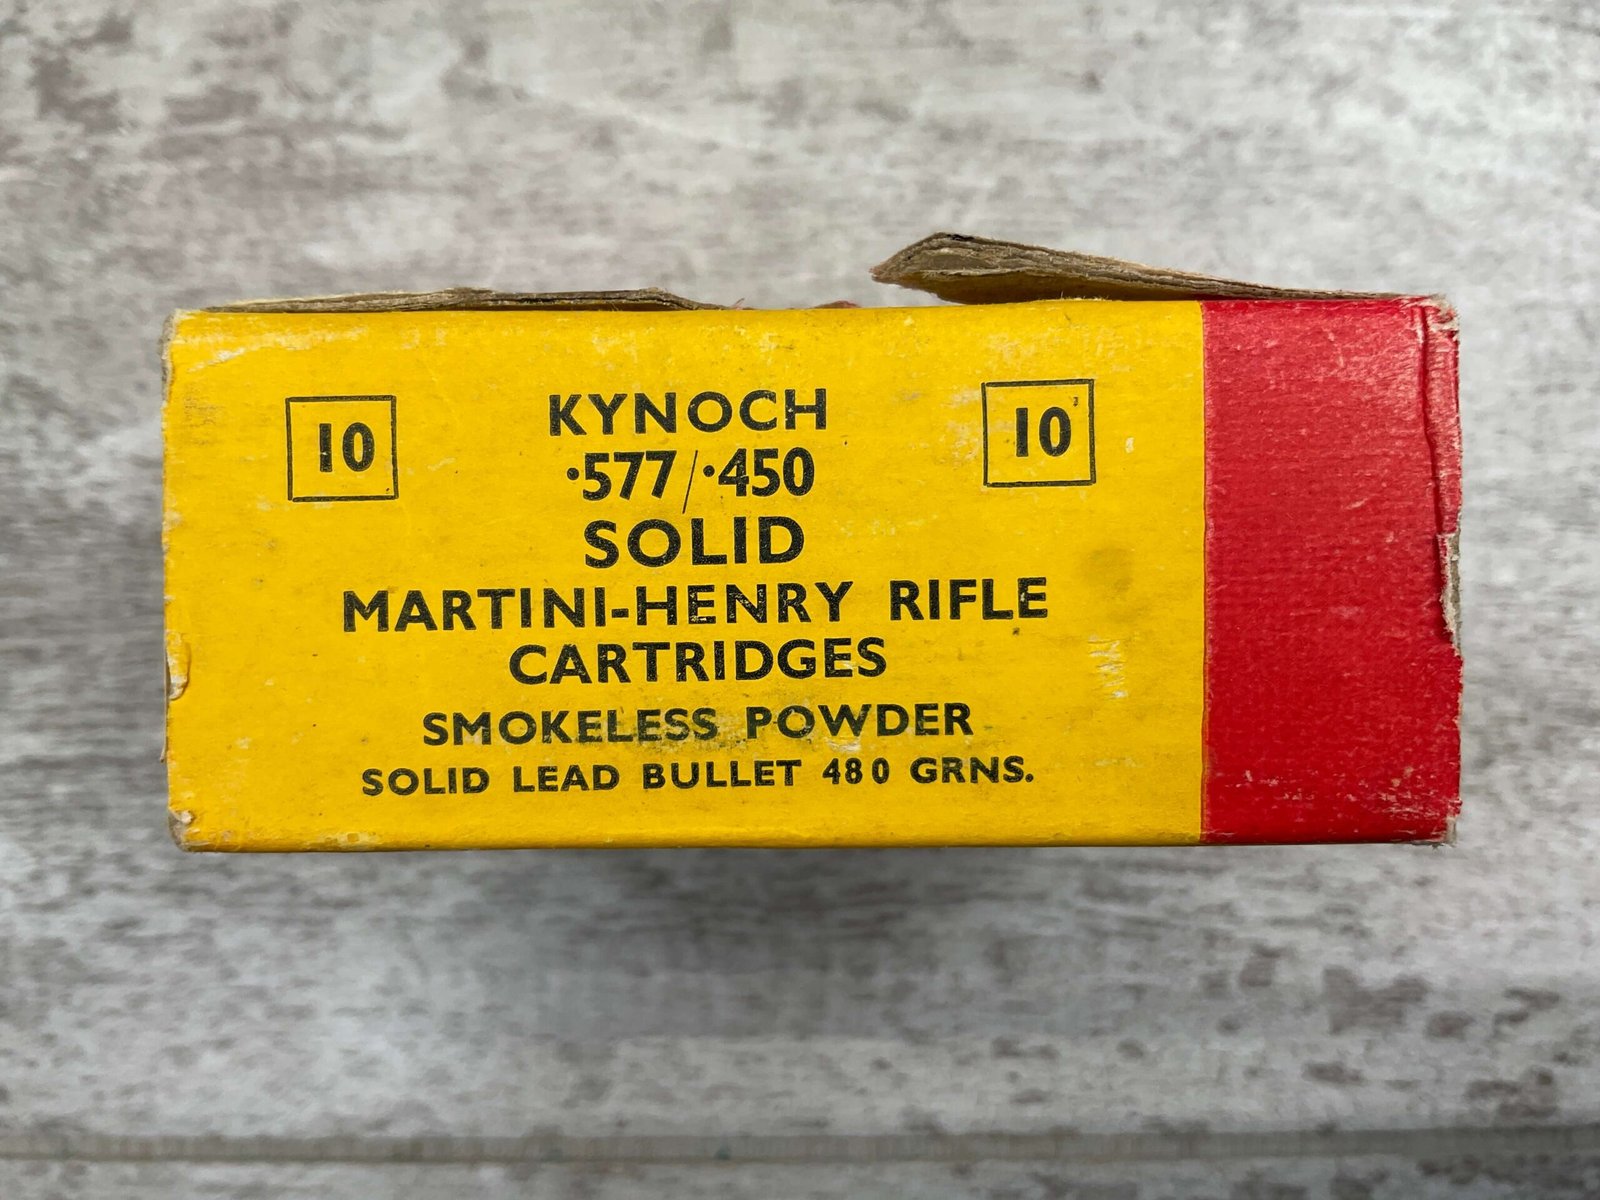 10
KYNOCH
10
·577/·450
SOLID
MARTINI-HENRY RIFLE
CARTRIDGES
SMOKELESS POWDER
SOLID LEAD BULLET 480 GRNS.